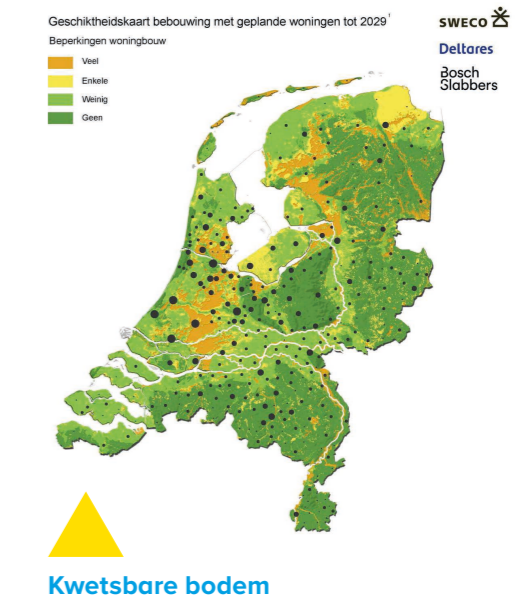 Geschiktheidskaart bebouwing met geplande woningen tot 2029¹
Beperkingen woningbouw
Veel
Enkele
Weinig
Geen
SWECO
Deltares
Bosch
Slabbers
Kwetsbare bodem